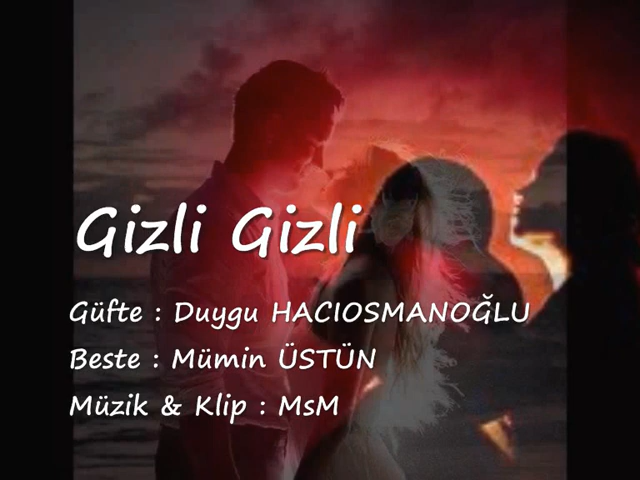 Gizli Gizli
Güfte : Duygu HACIOSMANOĞLU
Beste : Mümin ÜSTÜN
Müzik & Klip : MsM